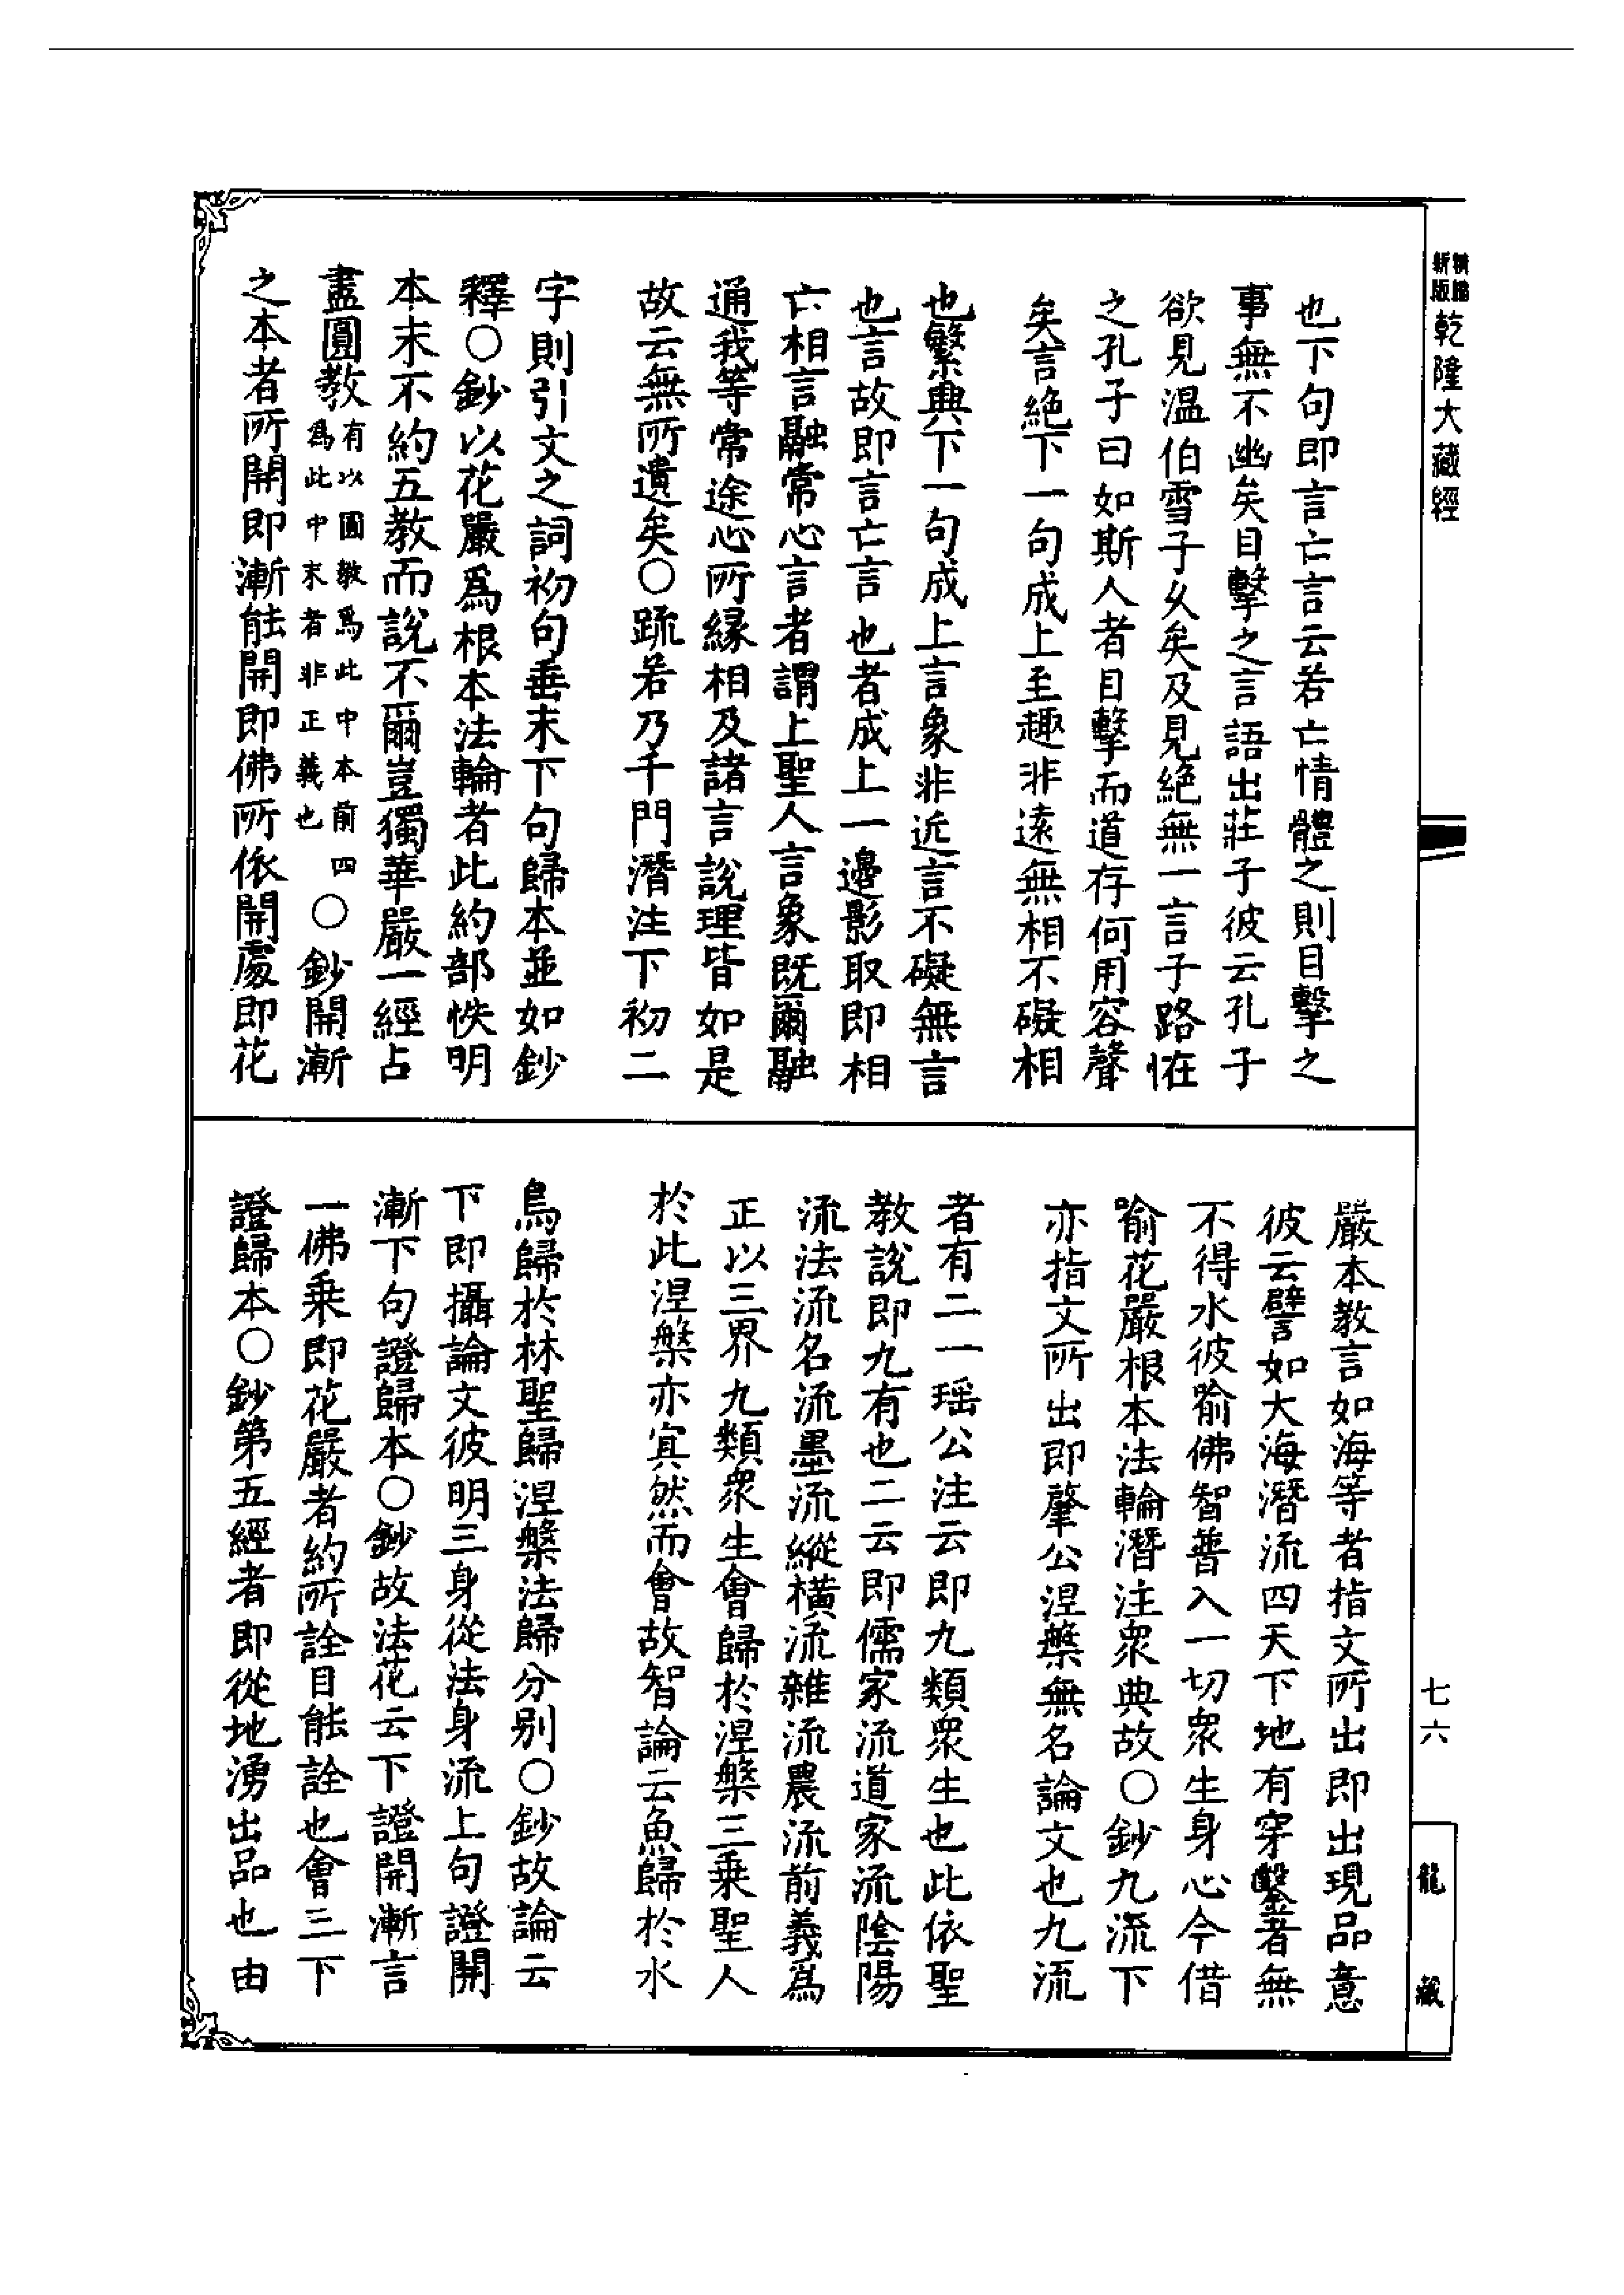 新版
乾隆大藏經
也下句即言亡言云若亡情體之則目擊之
事無不幽矣目擊之言語出莊子彼云孔子
欲見温伯雪子乆矣及見絶無一言子路恠
之孔子曰如斯人者目擊而道存何用容聲
矣言絶下一句成上至趣非遠無相不礙相
也繁典下一句成上言象非近言不礙無言
也言故即言亡言也者成上一邊影取即相
亡相言融常心言者謂上聖人言象既爾融
通我等常途心所縁相及諸言說理皆如是
故云無所遺矣〇䟽若乃千門潛注下初二
字則引文之詞初句垂末下句歸本並如鈔
釋〇鈔以花嚴爲根本法輪者此約部帙明
本末不約五教而說不爾豈獨華嚴一經占
盡圓教有以圓教爲此中本前四爲此中末者非正義也〇鈔開漸
之本者所開即漸能開即佛所依開處即花
嚴本教言如海等者指文所出即出現品意
彼云譬如大海潛流四天下地有穿鑿者無
不得水彼喻佛智普入一切衆生身心今借
喻花嚴根本法輪潛注衆典故〇鈔九流下
亦指文所出即肇公涅槃無名論文也九流
者有二一瑶公注云即九類衆生也此依聖
教說即九有也二云即儒家流道家流陰陽
流法流名流墨流縱橫流雜流農流前義爲
正以三界九類衆生會歸於涅槃三乘聖人
於此涅槃亦㝠然而會故智論云魚歸於水
鳥歸於林聖歸涅槃法歸分别〇鈔故論云
下即攝論文彼明三身從法身流上句證開
漸下句證歸本〇鈔故法花云下證開漸言
一佛乘即花嚴者約所詮目能詮也會三下
證歸本〇鈔第五經者即從地湧出品也由
七六
龍藏